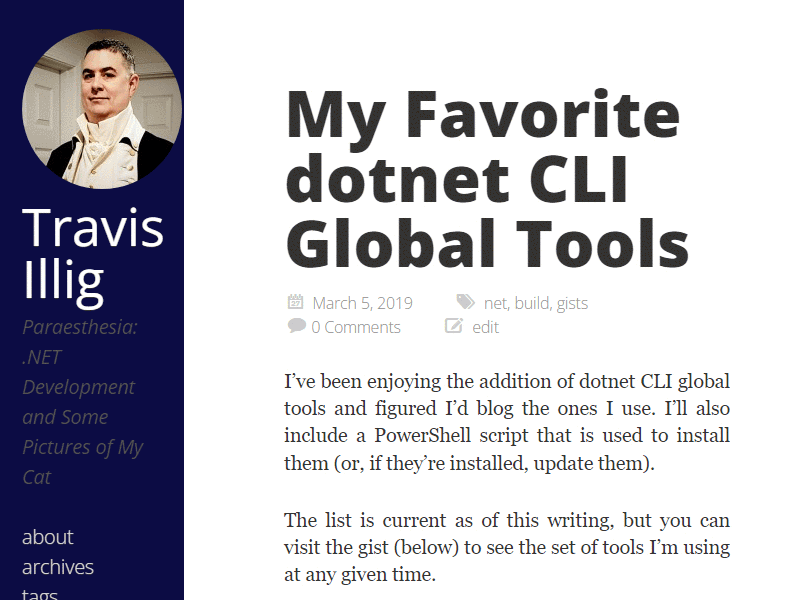 Travis
Illig
Paraesthesia:
.NET
Development
and Some
Pictures of My
Cat
about
archives
tags
My Favorite
dotnet CLI
Global Tools
March 5, 2019 net, build, gists
0 Comments edit
I’ve been enjoying the addition of dotnet CLI global
tools and figured I’d blog the ones I use. I’ll also
include a PowerShell script that is used to install
them (or, if they’re installed, update them).
The list is current as of this writing, but you can
visit the gist (below) to see the set of tools I’m using
at any given time.